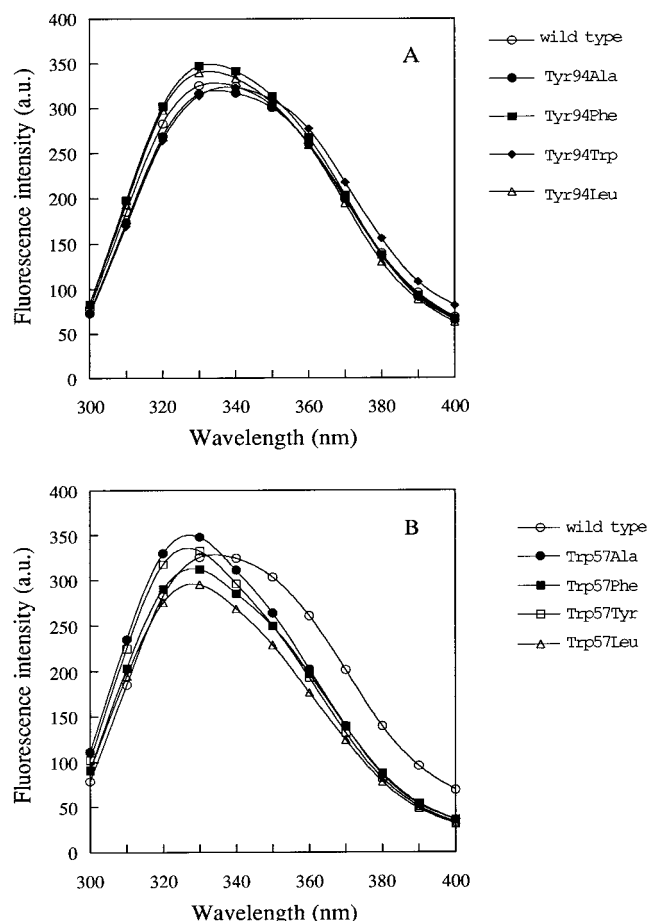 A
Fluorescence intensity (a.u.)
400
350
300
250
200
150
100
50
0
300 320 340 360 380 400
Wavelength (nm)
wild type
Tyr94Ala
Tyr94Phe
Tyr94Trp
Tyr94Leu
B
Fluorescence intensity (a.u.)
400
350
300
250
200
150
100
50
0
300 320 340 360 380 400
Wavelength (nm)
wild type
Trp57Ala
Trp57Phe
Trp57Tyr
Trp57Leu